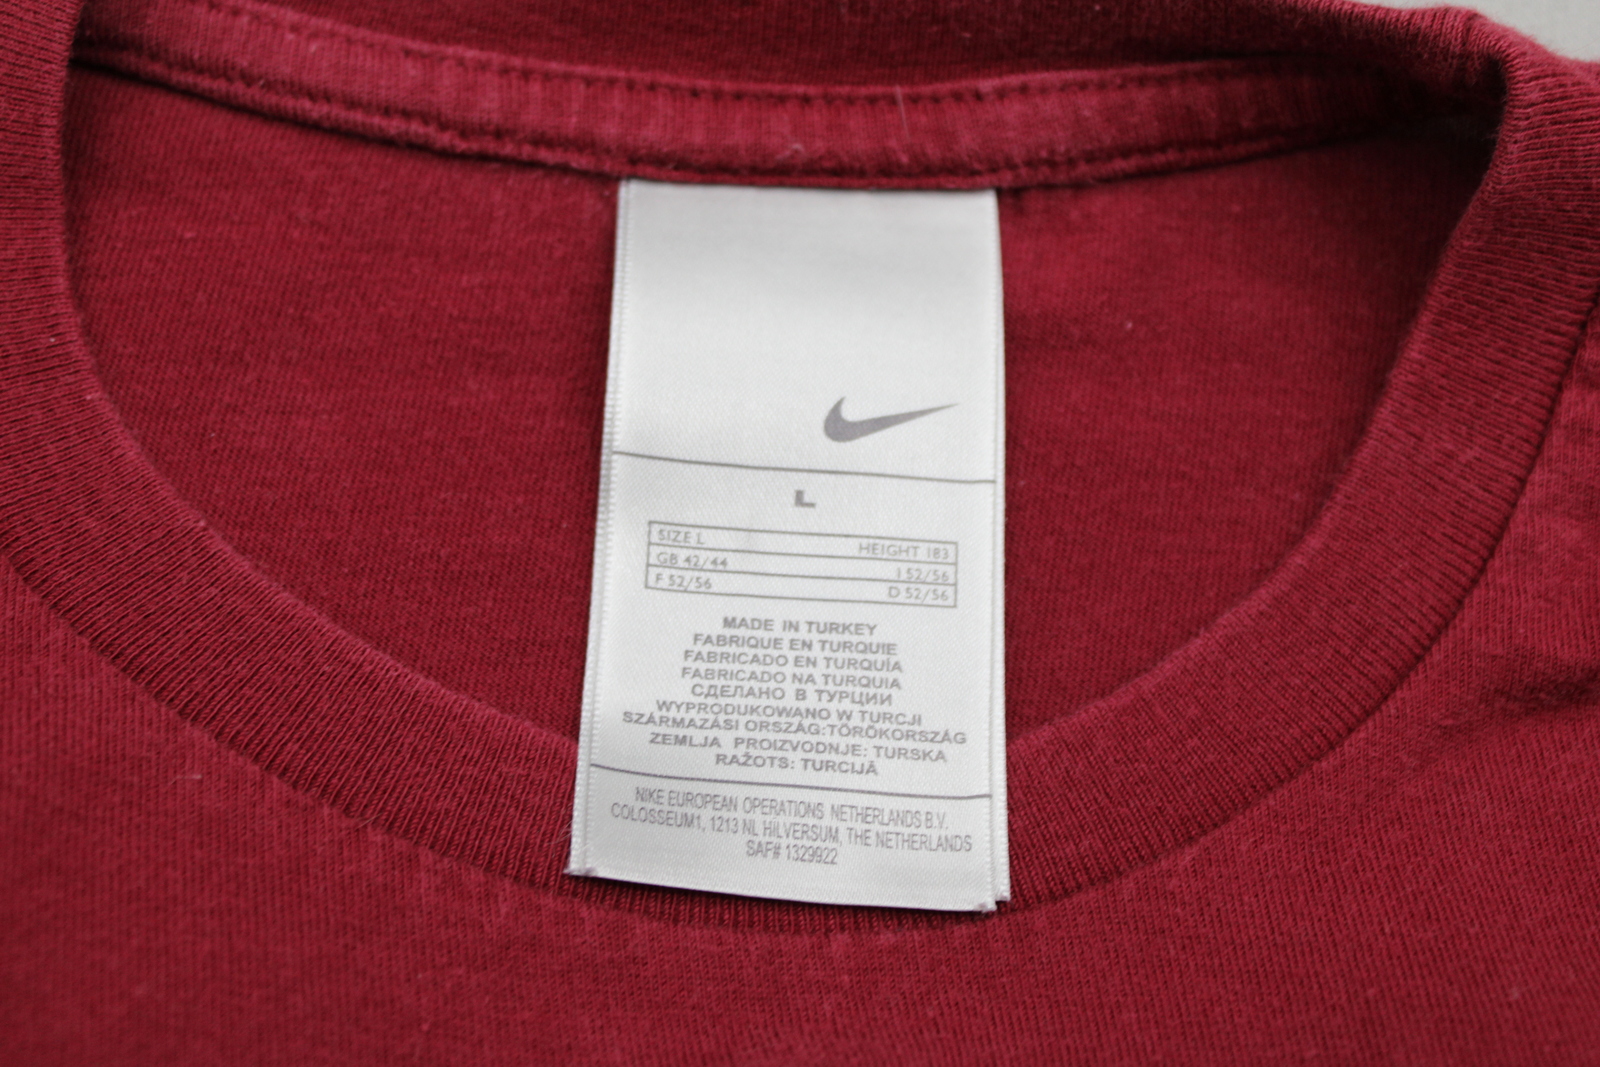 L
SIZE L HEIGHT 183
GB 42/44 I 52/56
F 52/56 D 52/56
MADE IN TURKEY
FABRIQUE EN TURQUIE
FABRICADO EN TURQUÍA
FABRICADO NA TURQUIA
СДЕЛАНО В ТУРЦИИ
WYPRODUKOWANO W TURCJI
SZÁRMAZÁSI ORSZÁG:TÖRÖKORSZÁG
ZEMLJA PROIZVODNJE: TURSKA
RAŽOTS: TURCIJĀ
NIKE EUROPEAN OPERATIONS NETHERLANDS B.V.
COLOSSEUM1, 1213 NL HILVERSUM, THE NETHERLANDS
SAF# 1329922